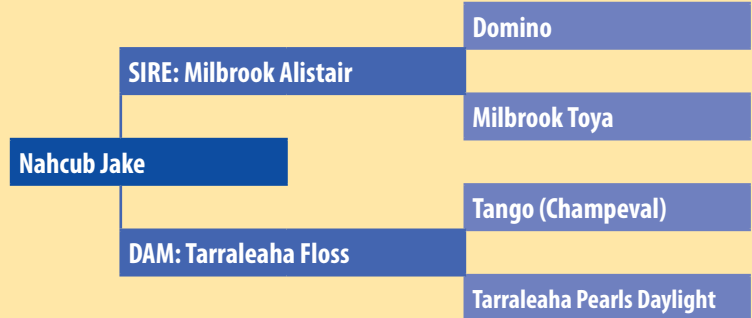 Domino
SIRE: Milbrook Alistair
Milbrook Toya
Nahcub Jake
Tango (Champeval)
DAM: Tarraleaha Floss
Tarraleaha Pearls Daylight